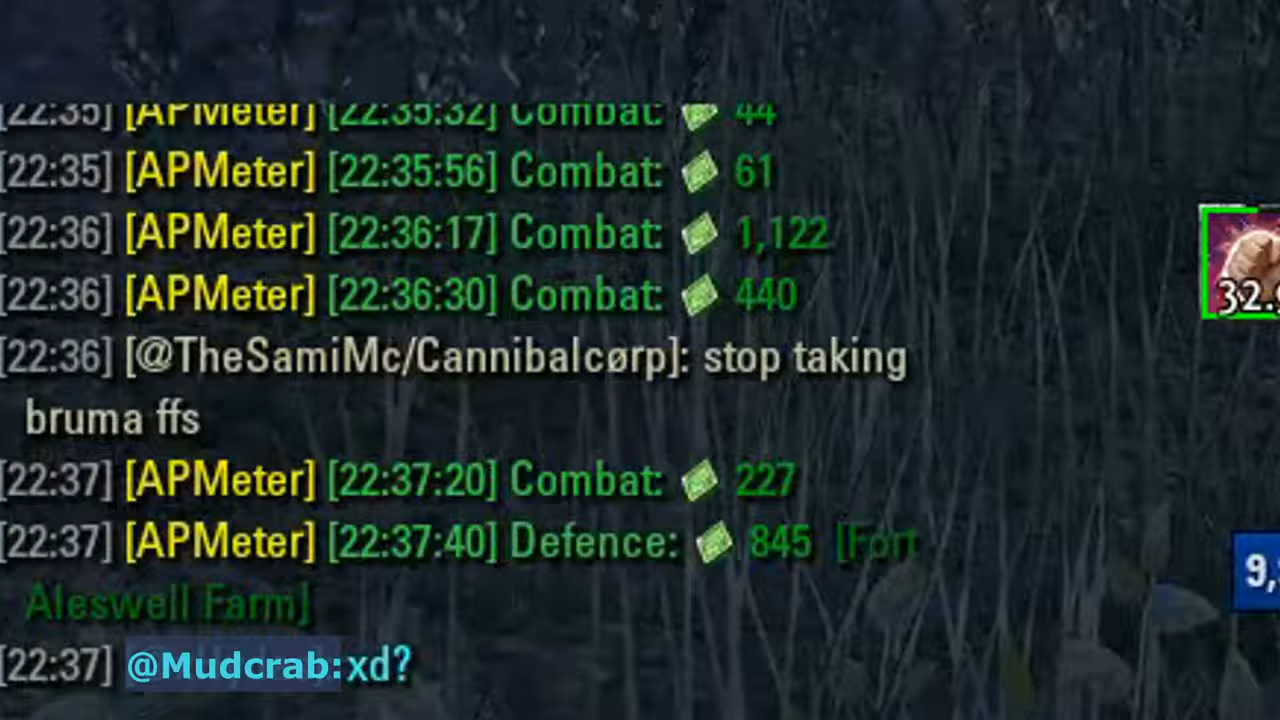 [22:35] [APMeter] [22:35:32] Combat: 44
[22:35] [APMeter] [22:35:56] Combat: 61
[22:36] [APMeter] [22:36:17] Combat: 1,122
[22:36] [APMeter] [22:36:30] Combat: 440
[22:36] [@TheSamiMc/Cannibalcørp]: stop taking
bruma ffs
[22:37] [APMeter] [22:37:20] Combat: 227
[22:37] [APMeter] [22:37:40] Defence: 845 [Fort
Aleswell Farm]
[22:37] @Mudcrab:xd?